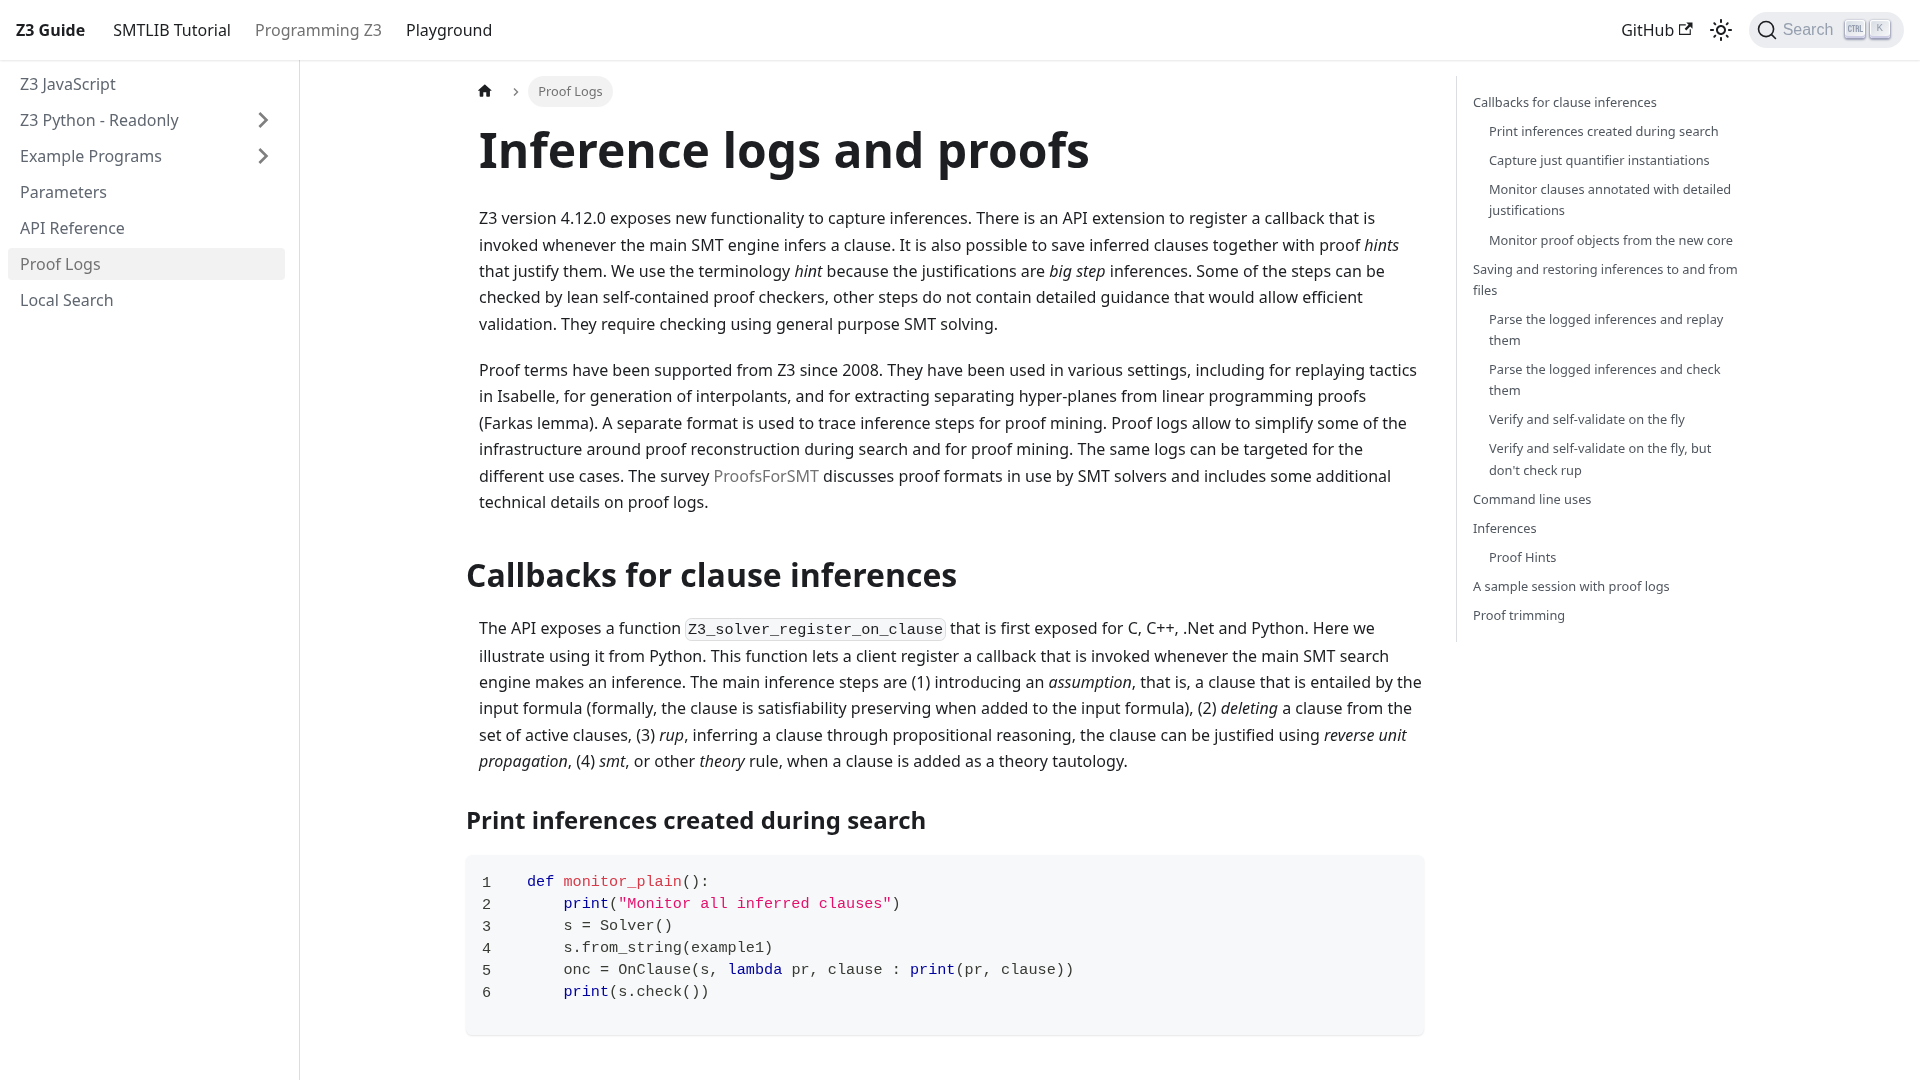 Z3 Guide SMTLIB Tutorial Programming Z3 Playground GitHub Search CTRL K
Z3 JavaScript
Z3 Python - Readonly
Example Programs
Parameters
API Reference
Proof Logs
Local Search
Proof Logs
Inference logs and proofs
Z3 version 4.12.0 exposes new functionality to capture inferences. There is an API extension to register a callback that is
invoked whenever the main SMT engine infers a clause. It is also possible to save inferred clauses together with proof hints
that justify them. We use the terminology hint because the justifications are big step inferences. Some of the steps can be
checked by lean self-contained proof checkers, other steps do not contain detailed guidance that would allow efficient
validation. They require checking using general purpose SMT solving.
Proof terms have been supported from Z3 since 2008. They have been used in various settings, including for replaying tactics
in Isabelle, for generation of interpolants, and for extracting separating hyper-planes from linear programming proofs
(Farkas lemma). A separate format is used to trace inference steps for proof mining. Proof logs allow to simplify some of the
infrastructure around proof reconstruction during search and for proof mining. The same logs can be targeted for the
different use cases. The survey ProofsForSMT discusses proof formats in use by SMT solvers and includes some additional
technical details on proof logs.
Callbacks for clause inferences
The API exposes a function Z3_solver_register_on_clause that is first exposed for C, C++, .Net and Python. Here we
illustrate using it from Python. This function lets a client register a callback that is invoked whenever the main SMT search
engine makes an inference. The main inference steps are (1) introducing an assumption, that is, a clause that is entailed by the
input formula (formally, the clause is satisfiability preserving when added to the input formula), (2) deleting a clause from the
set of active clauses, (3) rup, inferring a clause through propositional reasoning, the clause can be justified using reverse unit
propagation, (4) smt, or other theory rule, when a clause is added as a theory tautology.
Print inferences created during search
1 def monitor_plain():
2     print("Monitor all inferred clauses")
3     s = Solver()
4     s.from_string(example1)
5     onc = OnClause(s, lambda pr, clause : print(pr, clause))
6     print(s.check())
Callbacks for clause inferences
Print inferences created during search
Capture just quantifier instantiations
Monitor clauses annotated with detailed
justifications
Monitor proof objects from the new core
Saving and restoring inferences to and from
files
Parse the logged inferences and replay
them
Parse the logged inferences and check
them
Verify and self-validate on the fly
Verify and self-validate on the fly, but
don't check rup
Command line uses
Inferences
Proof Hints
A sample session with proof logs
Proof trimming